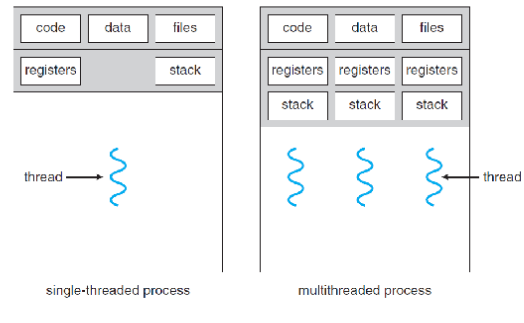 code data files
registers stack
thread
single-threaded process
code data files
registers registers registers
stack stack stack
thread
multithreaded process